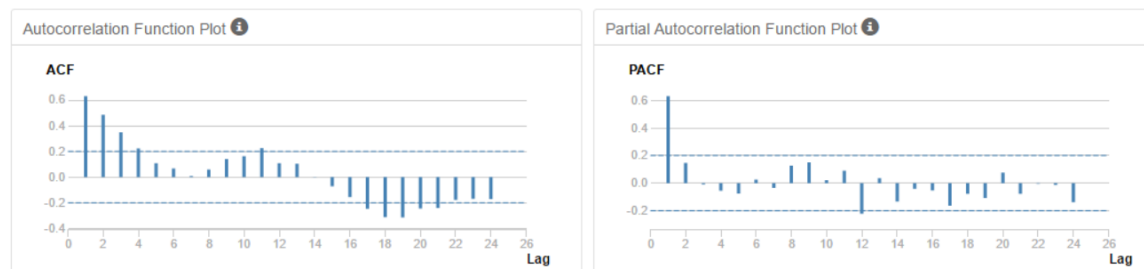 Autocorrelation Function Plot
ACF
0.6
0.4
0.2
0.0
-0.2
-0.4
0 2 4 6 8 10 12 14 16 18 20 22 24 26
Lag
Partial Autocorrelation Function Plot
PACF
0.6
0.4
0.2
0.0
-0.2
0 2 4 6 8 10 12 14 16 18 20 22 24 26
Lag